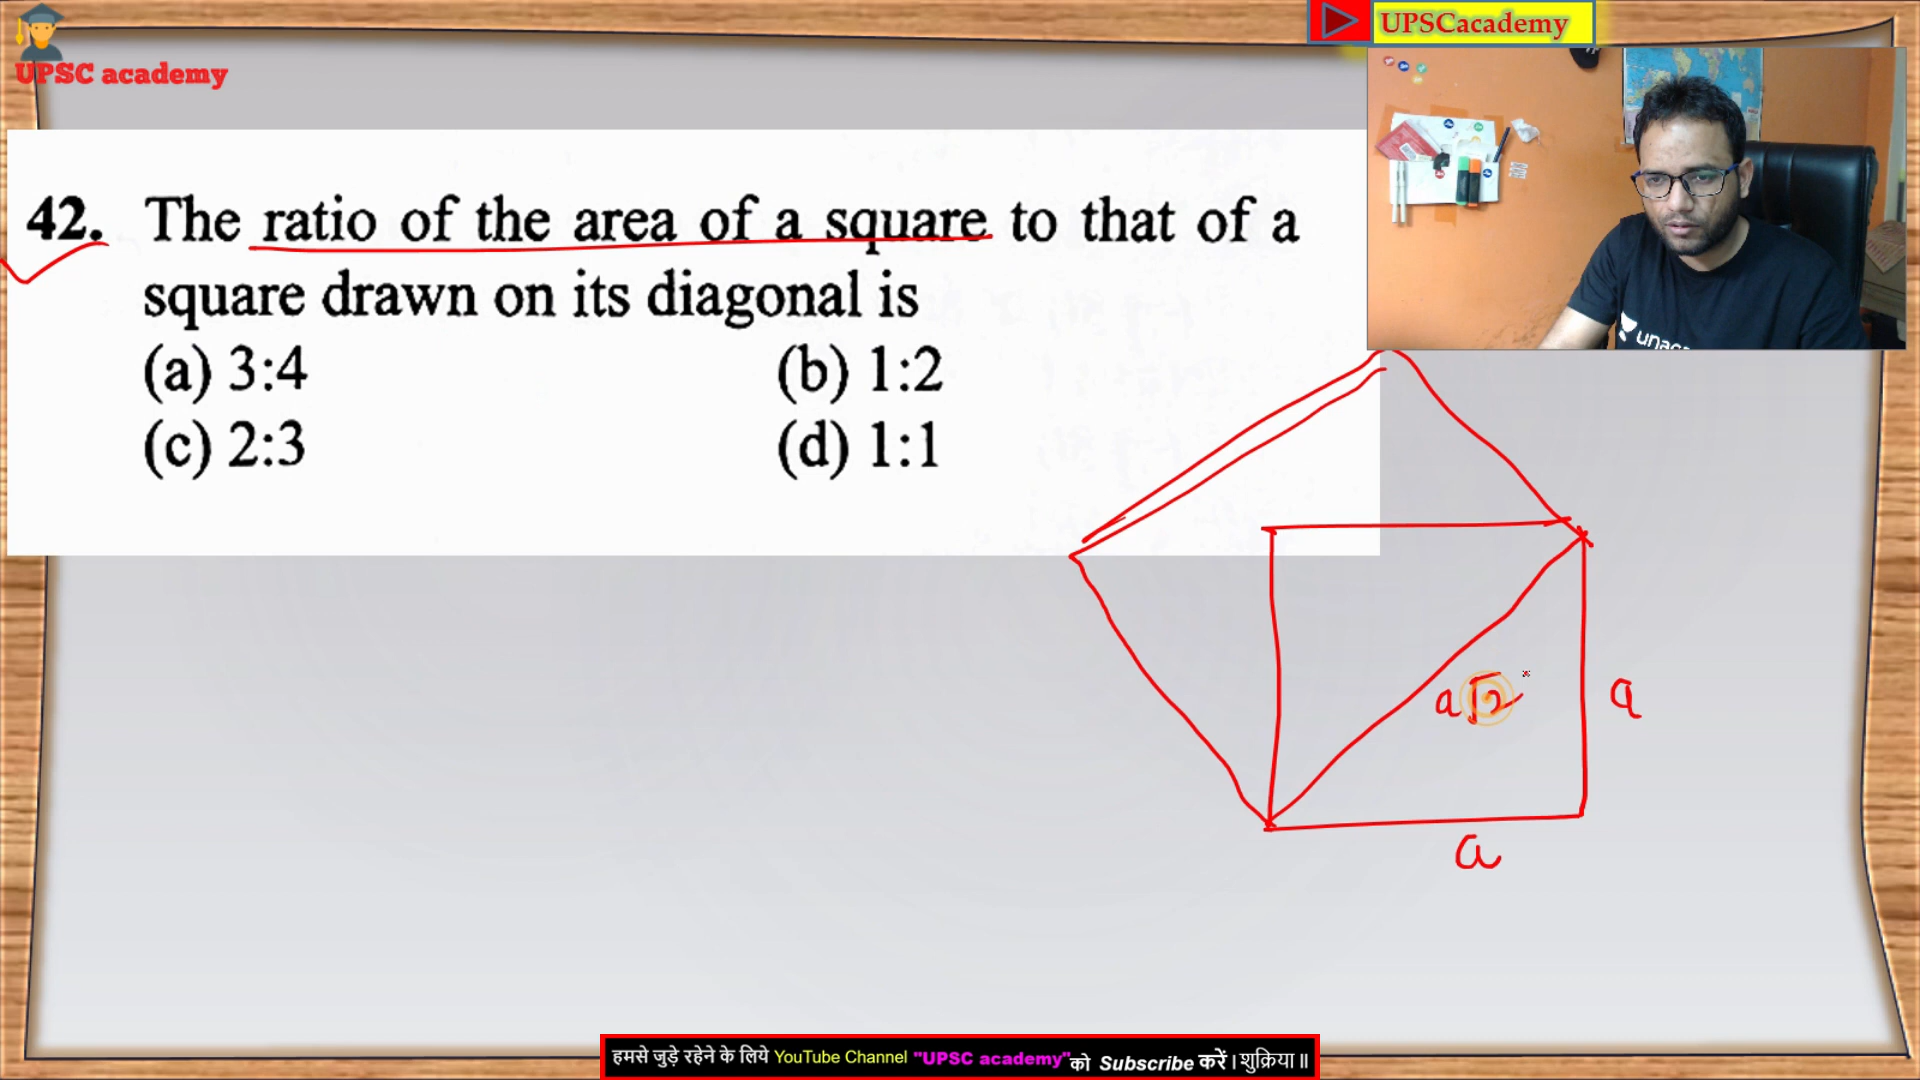 UPSCacademy
UPSC academy
42. The ratio of the area of a square to that of a
square drawn on its diagonal is
(a) 3:4 (b) 1:2
(c) 2:3 (d) 1:1
a√2
a
a
हमसे जुड़े रहेने के लिये YouTube Channel "UPSC academy" को Subscribe करें । शुक्रिया ॥